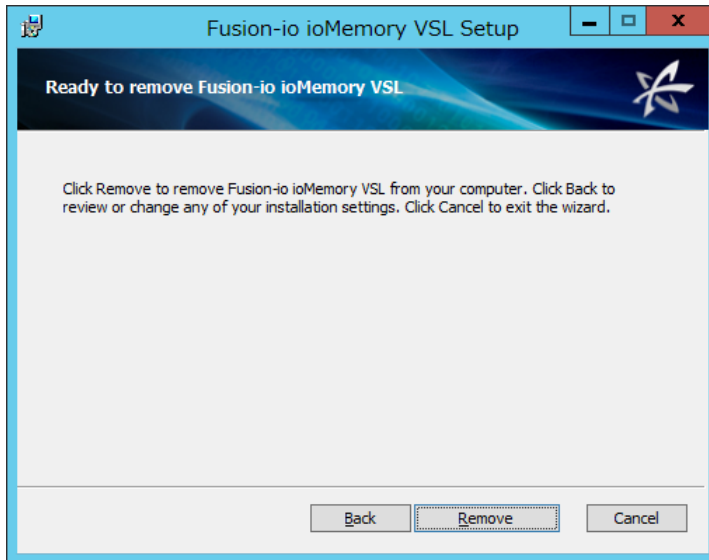 Fusion-io ioMemory VSL Setup
Ready to remove Fusion-io ioMemory VSL
Click Remove to remove Fusion-io ioMemory VSL from your computer. Click Back to
review or change any of your installation settings. Click Cancel to exit the wizard.
Back Remove Cancel